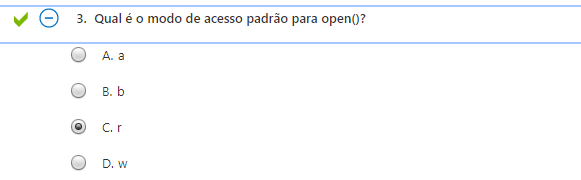 3. Qual é o modo de acesso padrão para open()?
A. a
B. b
C. r
D. w